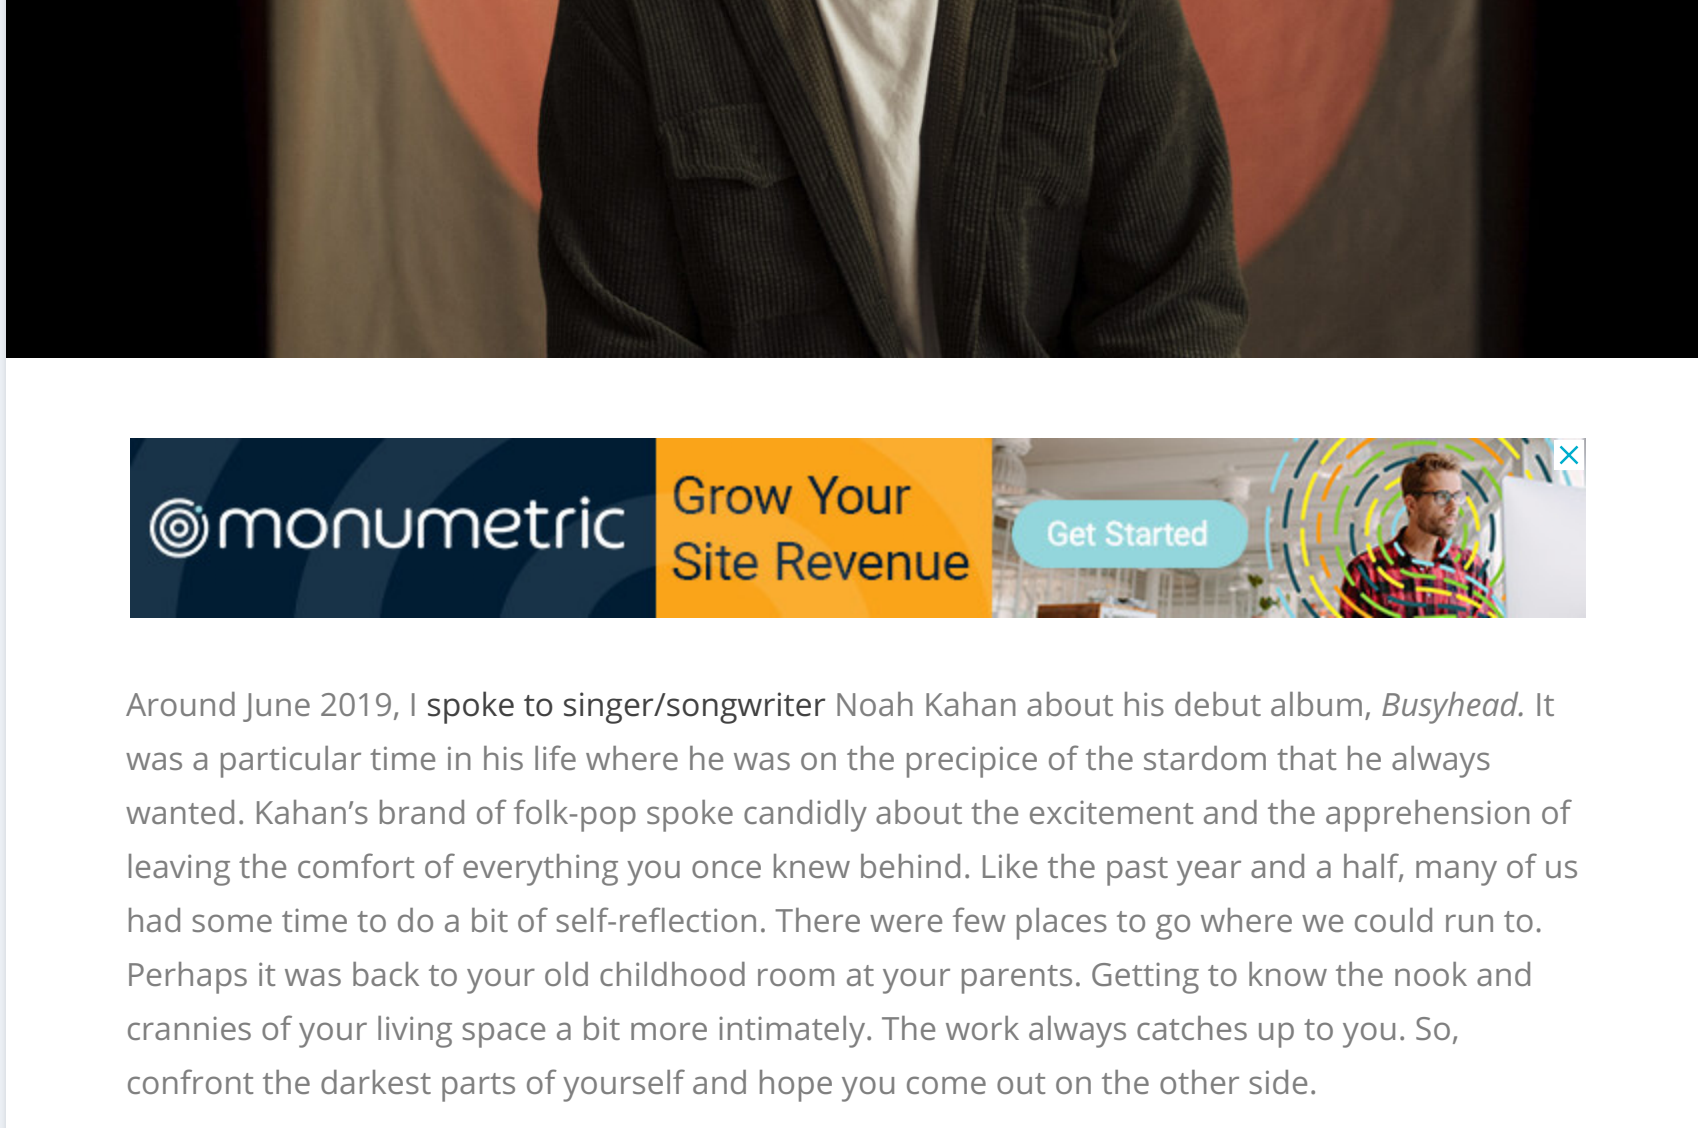 monumetric
Grow Your
Site Revenue
Get Started
Around June 2019, I spoke to singer/songwriter Noah Kahan about his debut album, Busyhead. It
was a particular time in his life where he was on the precipice of the stardom that he always
wanted. Kahan’s brand of folk-pop spoke candidly about the excitement and the apprehension of
leaving the comfort of everything you once knew behind. Like the past year and a half, many of us
had some time to do a bit of self-reflection. There were few places to go where we could run to.
Perhaps it was back to your old childhood room at your parents. Getting to know the nook and
crannies of your living space a bit more intimately. The work always catches up to you. So,
confront the darkest parts of yourself and hope you come out on the other side.